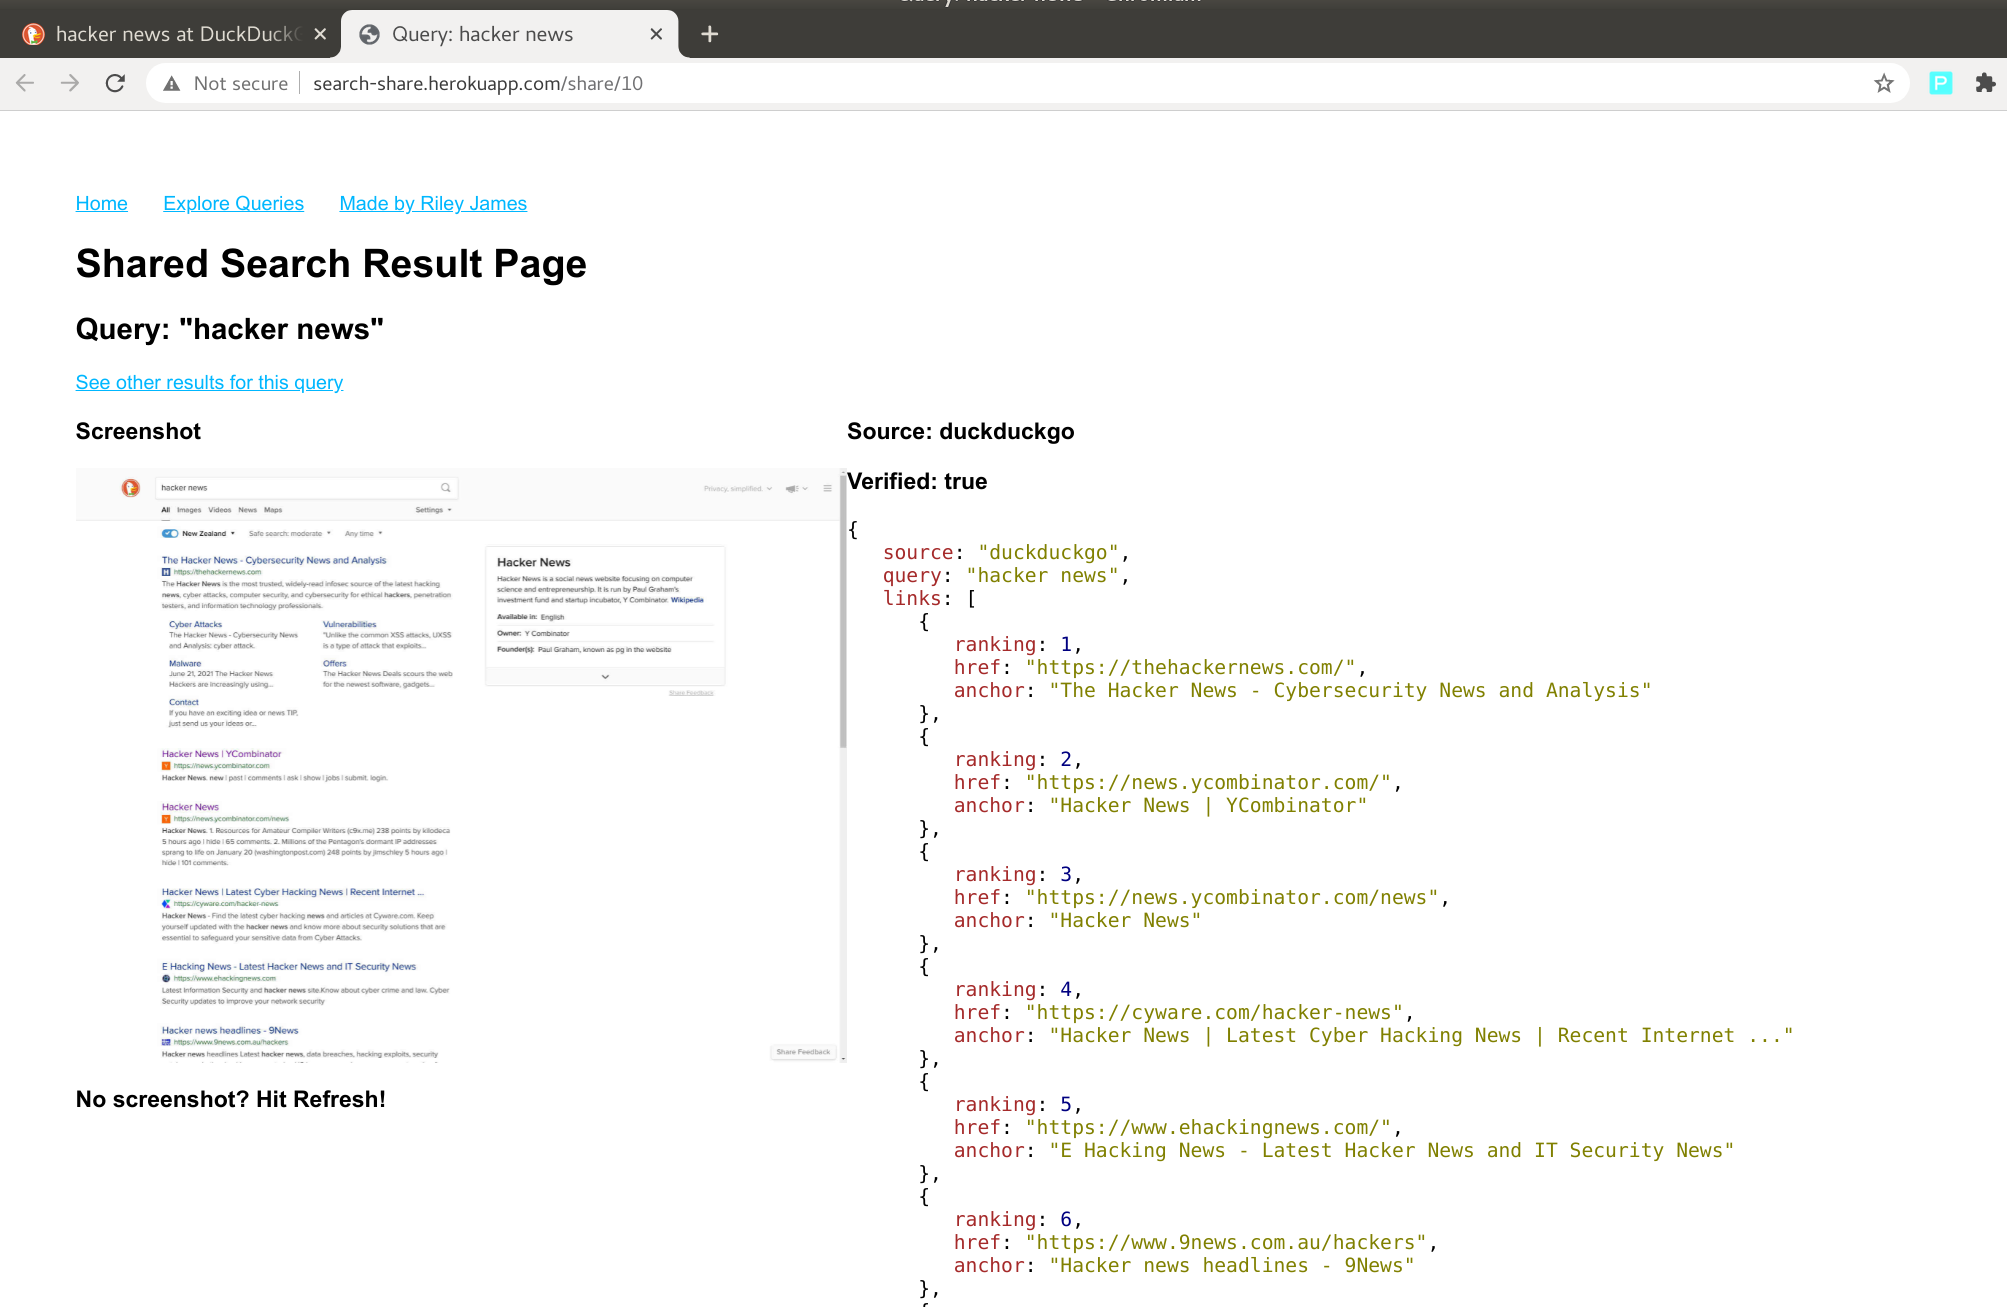 hacker news at DuckDuck
Query: hacker news
Not secure
search-share.herokuapp.com/share/10
P
Home
Explore Queries
Made by Riley James
Shared Search Result Page
Query: "hacker news"
See other results for this query
Screenshot
hacker news
Privacy, simplified.
All Images Videos News Maps
Settings
New Zealand
Safe search: moderate
Any time
The Hacker News - Cybersecurity News and Analysis
https://thehackernews.com
The Hacker News is the most trusted, widely-read infosec source of the latest hacking
news, cyber attacks, computer security, and cybersecurity for ethical hackers, penetration
testers, and information technology professionals.
Cyber Attacks
The Hacker News - Cybersecurity News
and Analysis: cyber attack.
Vulnerabilities
"Unlike the common XSS attacks, UXSS
is a type of attack that exploits...
Malware
June 21, 2021 The Hacker News
Hackers are increasingly using...
Offers
The Hacker News Deals scours the web
for the newest software, gadgets...
Contact
If you have an exciting idea or news TIP,
just send us your ideas or...
Hacker News | YCombinator
https://news.ycombinator.com
Hacker News. new | past | comments | ask | show | jobs | submit. login.
Hacker News
https://news.ycombinator.com/news
Hacker News. 1. Resources for Amateur Compiler Writers (c9x.me) 238 points by kilodeca
5 hours ago | hide | 65 comments. 2. Millions of the Pentagon's dormant IP addresses
sprang to life on January 20 (washingtonpost.com) 248 points by jimschley 5 hours ago |
hide | 101 comments.
Hacker News | Latest Cyber Hacking News | Recent Internet ...
https://cyware.com/hacker-news
Hacker News - Find the latest cyber hacking news and articles at Cyware.com. Keep
yourself updated with the hacker news and know more about security solutions that are
essential to safeguard your sensitive data from Cyber Attacks.
E Hacking News - Latest Hacker News and IT Security News
https://www.ehackingnews.com
Latest Information Security and hacker news site.Know about cyber crime and law. Cyber
Security updates to improve your network security
Hacker news headlines - 9News
https://www.9news.com.au/hackers
Hacker news headlines Latest hacker news, data breaches, hacking exploits, security
Hacker News
Hacker News is a social news website focusing on computer
science and entrepreneurship. It is run by Paul Graham's
investment fund and startup incubator, Y Combinator. Wikipedia
Available in: English
Owner: Y Combinator
Founder(s): Paul Graham, known as pg in the website
Share Feedback
Share Feedback
No screenshot? Hit Refresh!
Source: duckduckgo
Verified: true
{
source: "duckduckgo",
query: "hacker news",
links: [
{
ranking: 1,
href: "https://thehackernews.com/",
anchor: "The Hacker News - Cybersecurity News and Analysis"
},
{
ranking: 2,
href: "https://news.ycombinator.com/",
anchor: "Hacker News | YCombinator"
},
{
ranking: 3,
href: "https://news.ycombinator.com/news",
anchor: "Hacker News"
},
{
ranking: 4,
href: "https://cyware.com/hacker-news",
anchor: "Hacker News | Latest Cyber Hacking News | Recent Internet ..."
},
{
ranking: 5,
href: "https://www.ehackingnews.com/",
anchor: "E Hacking News - Latest Hacker News and IT Security News"
},
{
ranking: 6,
href: "https://www.9news.com.au/hackers",
anchor: "Hacker news headlines - 9News"
},